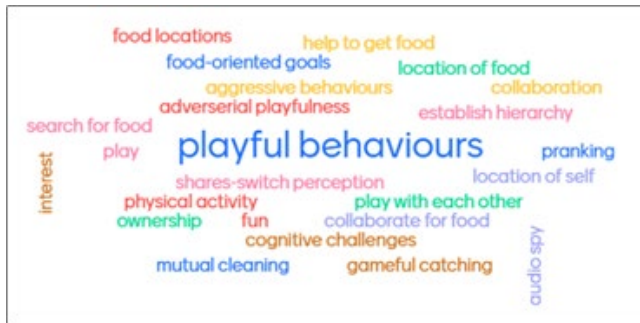 food locations
help to get food
food-oriented goals
location of food
aggressive behaviours
collaboration
adverserial playfulness
establish hierarchy
search for food
play
playful behaviours
pranking
interest
shares-switch perception
location of self
physical activity
play with each other
ownership
fun
collaborate for food
cognitive challenges
audio spy
mutual cleaning
gameful catching